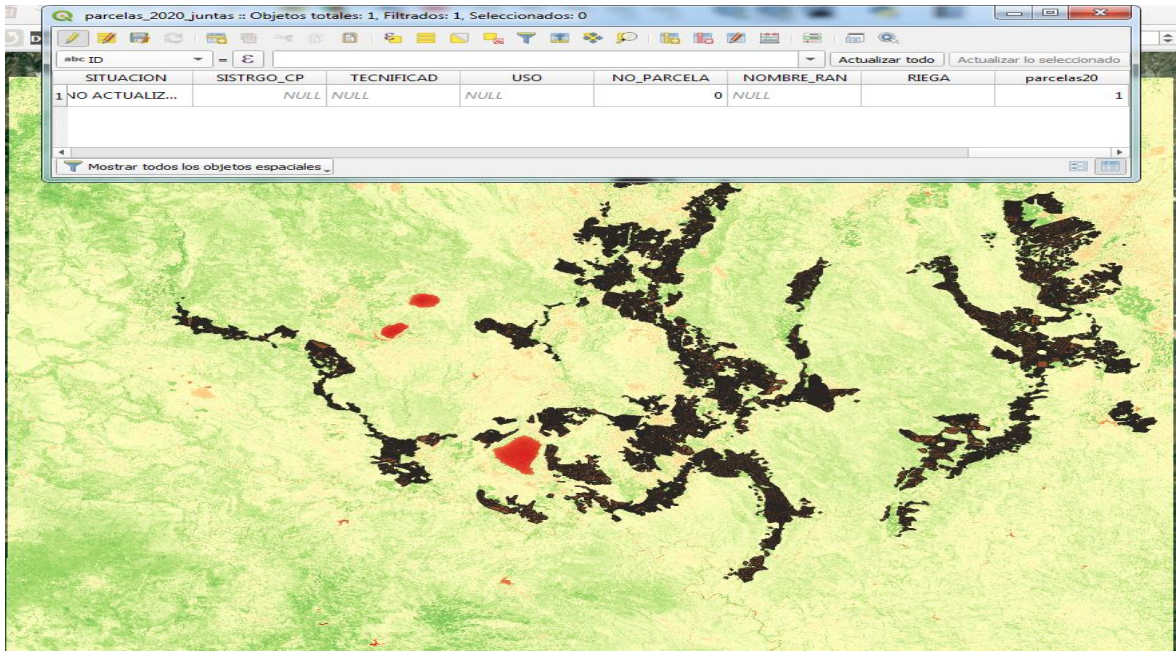 parcelas_2020_juntas :: Objetos totales: 1, Filtrados: 1, Seleccionados: 0
abc ID = ε Actualizar todo Actualizar lo seleccionado
SITUACION SISTRGO_CP TECNIFICAD USO NO_PARCELA NOMBRE_RAN RIEGA parcelas20
1 NO ACTUALIZ... NULL NULL NULL 0 NULL 1
Mostrar todos los objetos espaciales